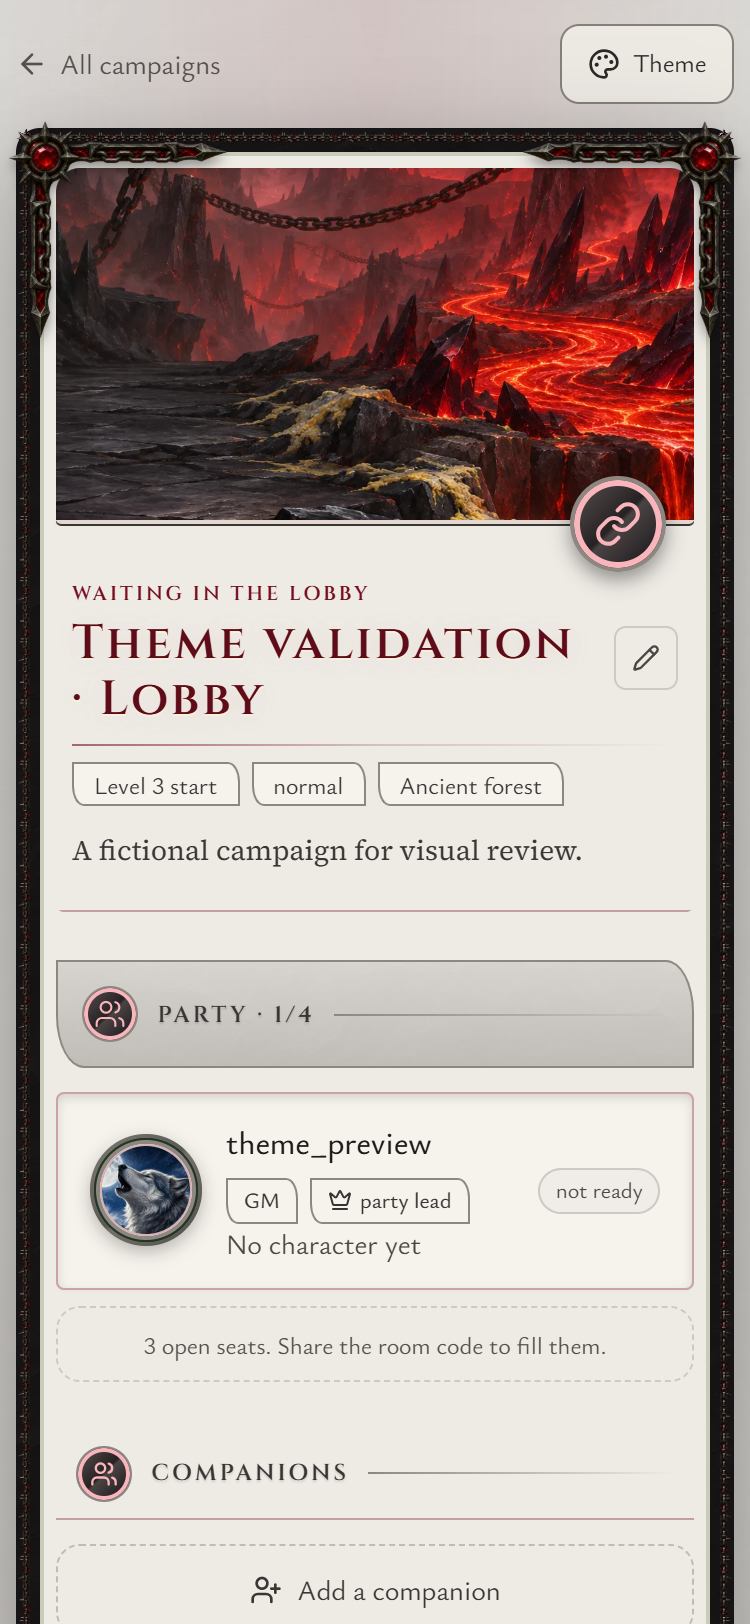 All campaigns
Theme
WAITING IN THE LOBBY
THEME VALIDATION
· LOBBY
Level 3 start
normal
Ancient forest
A fictional campaign for visual review.
PARTY · 1/4
theme_preview
GM
party lead
not ready
No character yet
3 open seats. Share the room code to fill them.
COMPANIONS
Add a companion